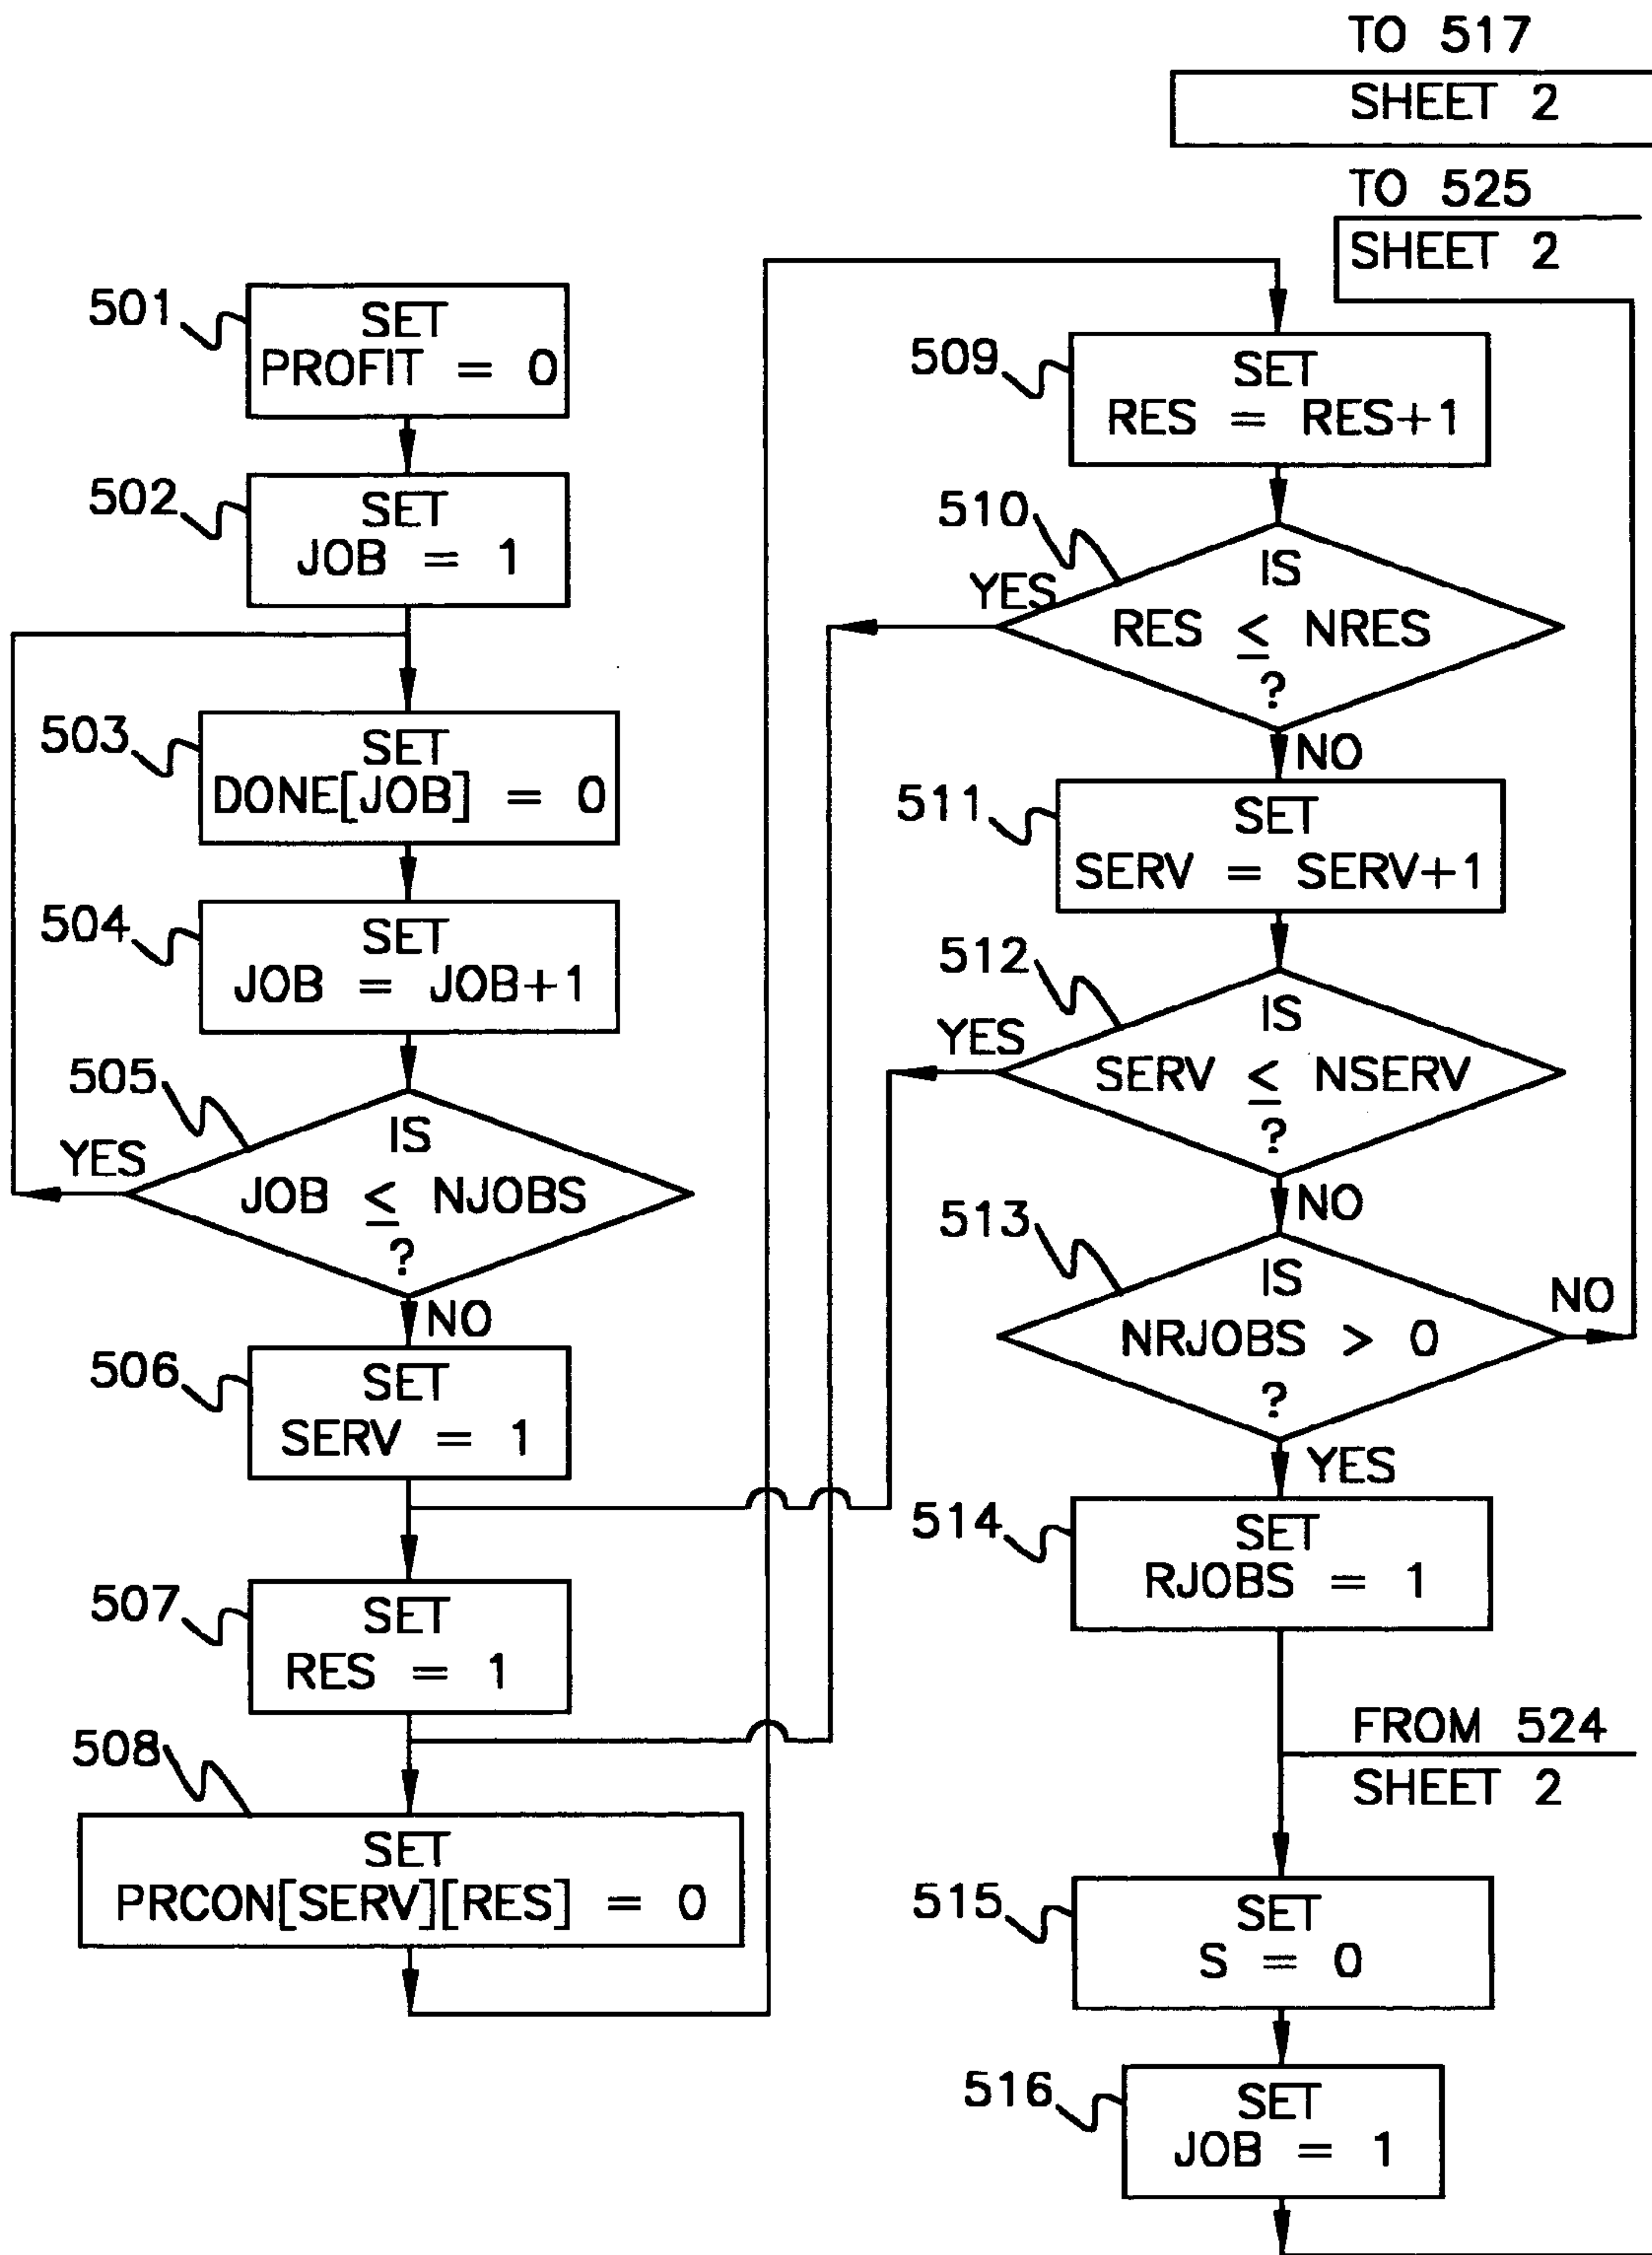 TO 517
SHEET 2
TO 525
SHEET 2
501
SET
PROFIT = 0
502
SET
JOB = 1
503
SET
DONE[JOB] = 0
504
SET
JOB = JOB+1
505
IS
JOB ≤ NJOBS
?
YES
NO
506
SET
SERV = 1
507
SET
RES = 1
508
SET
PRCON[SERV][RES] = 0
509
SET
RES = RES+1
510
IS
RES ≤ NRES
?
YES
NO
511
SET
SERV = SERV+1
512
IS
SERV ≤ NSERV
?
YES
NO
513
IS
NRJOBS > 0
?
NO
YES
514
SET
RJOBS = 1
FROM 524
SHEET 2
515
SET
S = 0
516
SET
JOB = 1